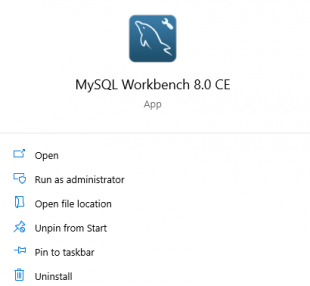 MySQL Workbench 8.0 CE
App
Open
Run as administrator
Open file location
Unpin from Start
Pin to taskbar
Uninstall